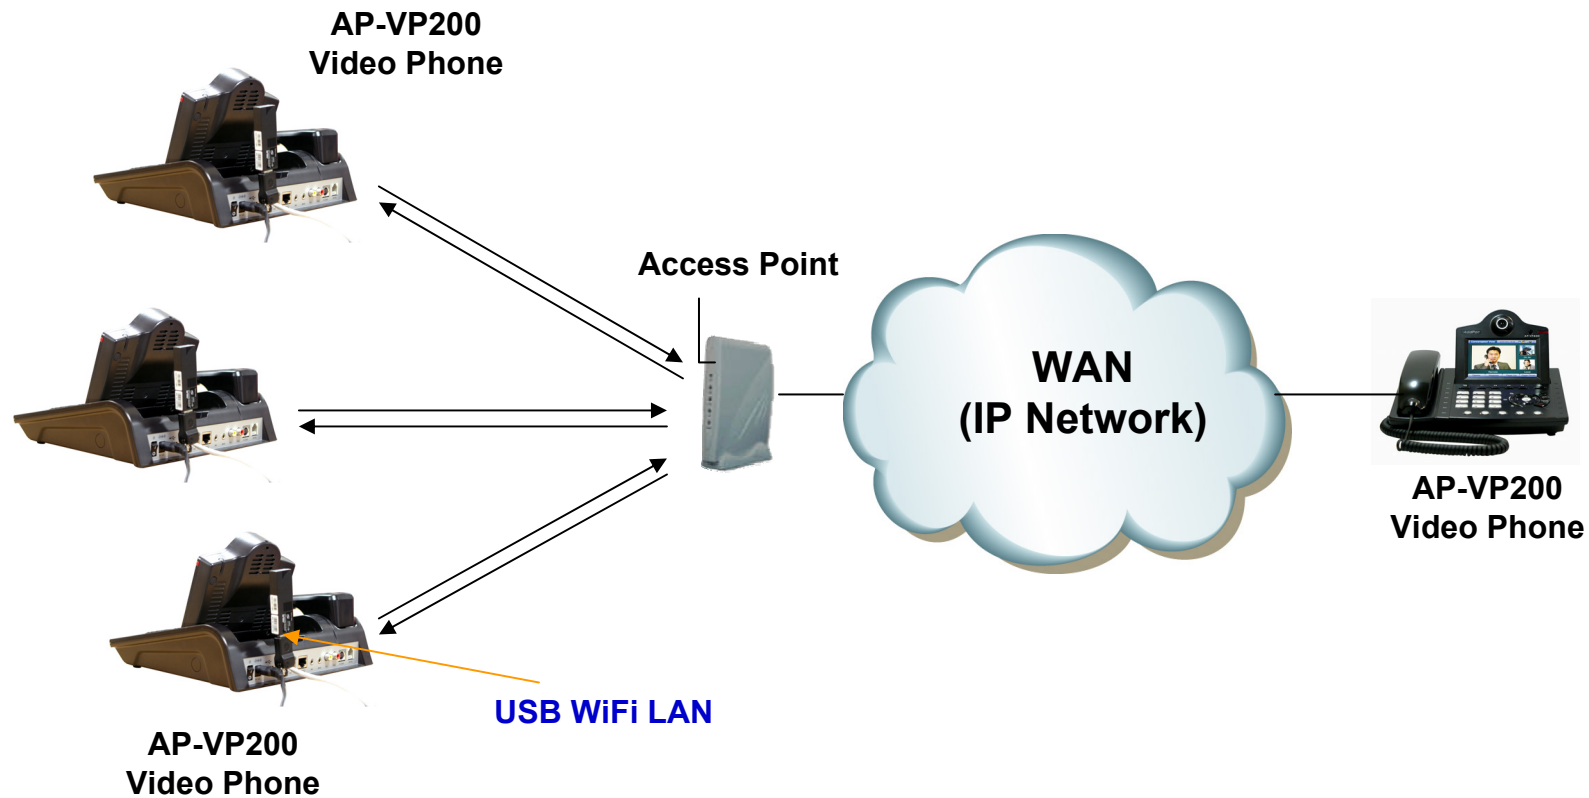 AP-VP200
Video Phone
Access Point
WAN
(IP Network)
AP-VP200
Video Phone
USB WiFi LAN
AP-VP200
Video Phone